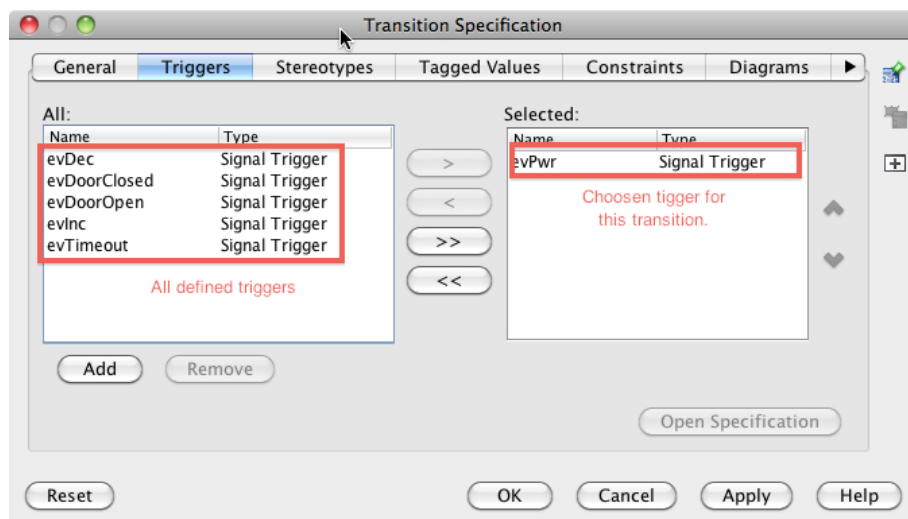 Transition Specification
General Triggers Stereotypes Tagged Values Constraints Diagrams
All:
Name Type
evDec Signal Trigger
evDoorClosed Signal Trigger
evDoorOpen Signal Trigger
evInc Signal Trigger
evTimeout Signal Trigger
All defined triggers
>
<
>>
<<
Selected:
Name Type
evPwr Signal Trigger
Choosen tigger for
this transition.
Add Remove
Open Specification
Reset OK Cancel Apply Help